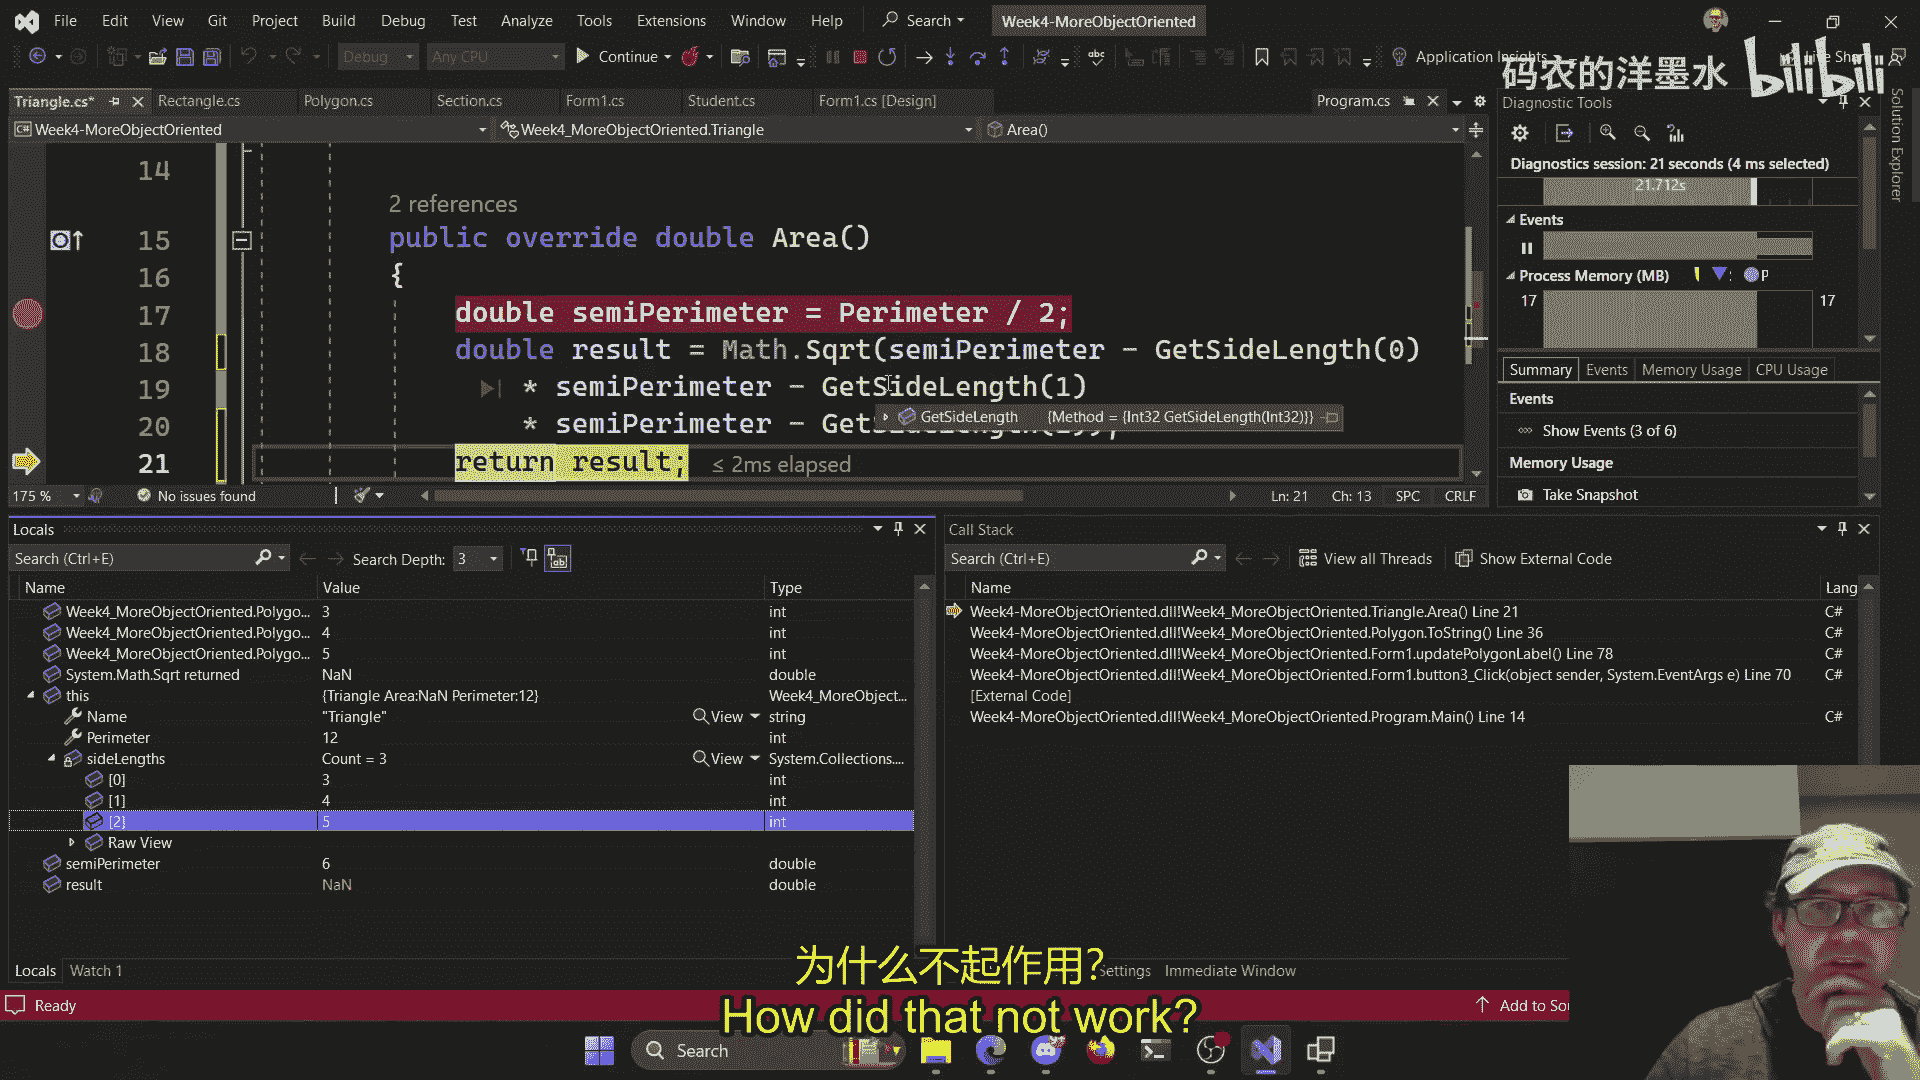 File Edit View Git Project Build Debug Test Analyze Tools Extensions Window Help Search Week4-MoreObjectOriented
Debug Any CPU Continue Application Insights
码农的洋墨水 bilibili
Triangle.cs* Rectangle.cs Polygon.cs Section.cs Form1.cs Student.cs Form1.cs [Design] Program.cs
Diagnostic Tools
Solution Explorer
Week4-MoreObjectOriented Week4_MoreObjectOriented.Triangle Area()
Diagnostics session: 21 seconds (4 ms selected)
21.712s
Events
Process Memory (MB) P
17 17
Summary Events Memory Usage CPU Usage
Events
Show Events (3 of 6)
Memory Usage
Take Snapshot
14
2 references
15 public override double Area()
16 {
17 double semiPerimeter = Perimeter / 2;
18 double result = Math.Sqrt(semiPerimeter - GetSideLength(0)
19 * semiPerimeter - GetSideLength(1)
GetSideLength {Method = {Int32 GetSideLength(Int32)}}
20 * semiPerimeter - Get
21 return result; ≤ 2ms elapsed
175 % No issues found Ln: 21 Ch: 13 SPC CRLF
Locals
Search (Ctrl+E) Search Depth: 3
Name Value Type
Week4_MoreObjectOriented.Polygo... 3 int
Week4_MoreObjectOriented.Polygo... 4 int
Week4_MoreObjectOriented.Polygo... 5 int
System.Math.Sqrt returned NaN double
this {Triangle Area:NaN Perimeter:12} Week4_MoreObject...
Name "Triangle" View string
Perimeter 12 int
sideLengths Count = 3 View System.Collections....
[0] 3 int
[1] 4 int
[2] 5 int
Raw View
semiPerimeter 6 double
result NaN double
Locals Watch 1
Call Stack
Search (Ctrl+E) View all Threads Show External Code
Name Lang
Week4-MoreObjectOriented.dll!Week4_MoreObjectOriented.Triangle.Area() Line 21 C#
Week4-MoreObjectOriented.dll!Week4_MoreObjectOriented.Polygon.ToString() Line 36 C#
Week4-MoreObjectOriented.dll!Week4_MoreObjectOriented.Form1.updatePolygonLabel() Line 78 C#
Week4-MoreObjectOriented.dll!Week4_MoreObjectOriented.Form1.button3_Click(object sender, System.EventArgs e) Line 70 C#
[External Code]
Week4-MoreObjectOriented.dll!Week4_MoreObjectOriented.Program.Main() Line 14 C#
Settings Immediate Window
为什么不起作用?
How did that not work?
Ready Add to Sou
Search